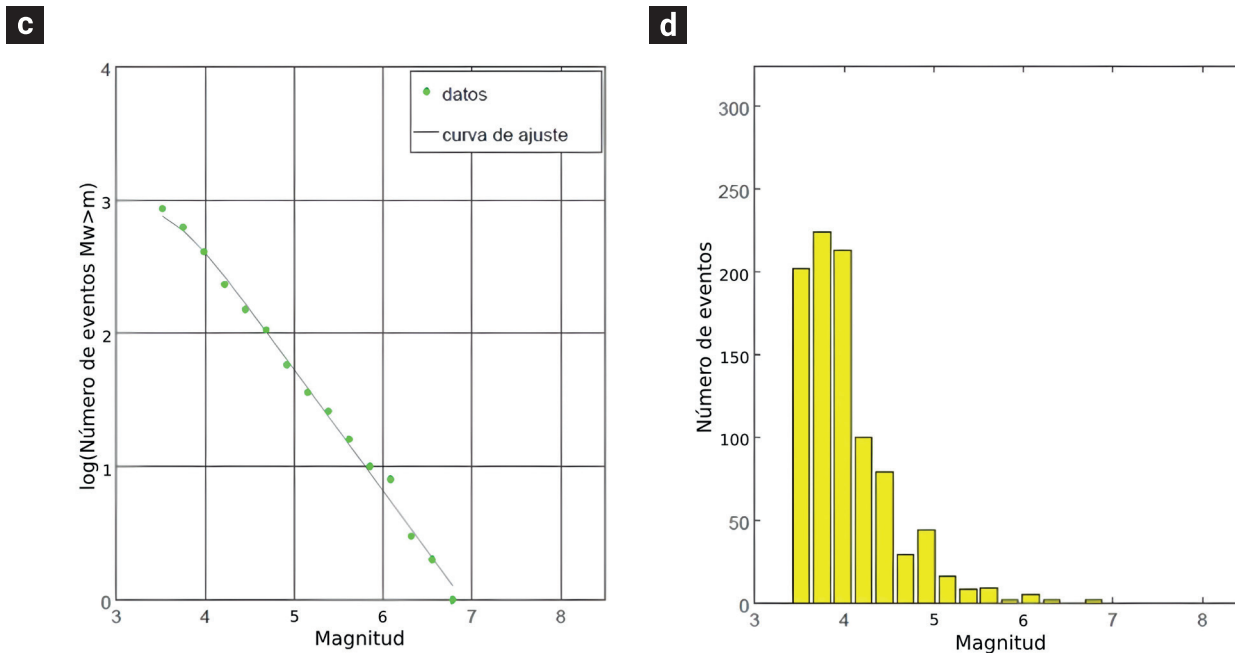 c
4
3
2
1
0
3 4 5 6 7 8
log(Número de eventos Mw>m)
Magnitud
datos
curva de ajuste
d
300
250
200
150
100
50
0
3 4 5 6 7 8
Número de eventos
Magnitud